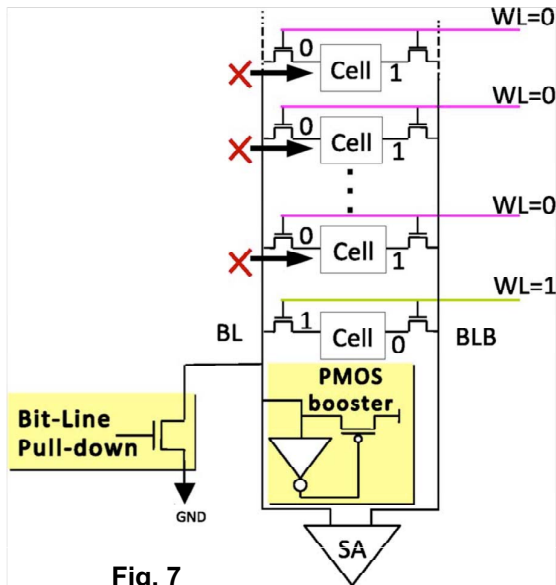 WL=0
0
Cell
1
WL=0
0
Cell
1
WL=0
0
Cell
1
WL=1
BL
1
Cell
0
BLB
PMOS
booster
Bit-Line
Pull-down
GND
SA
Fig. 7